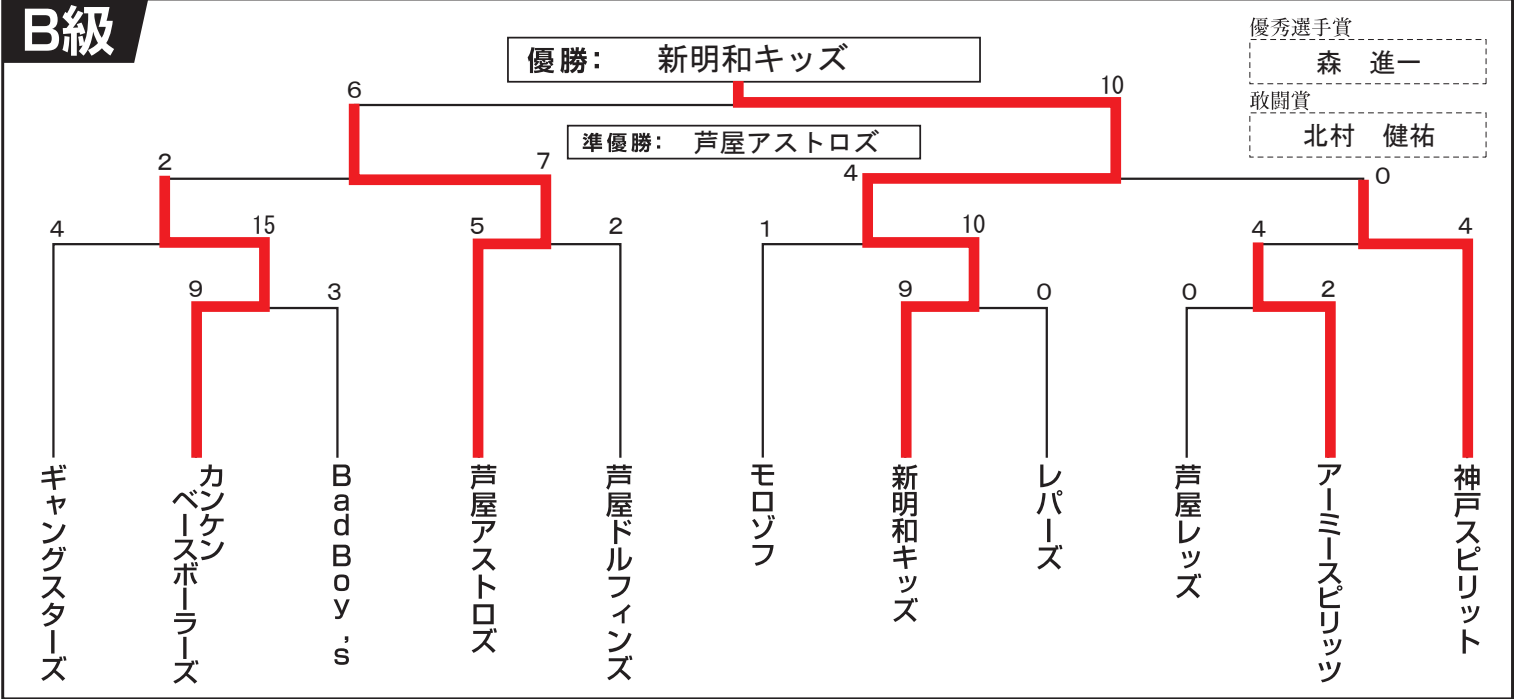 B級
優勝： 新明和キッズ
準優勝： 芦屋アストロズ
優秀選手賞
森 進一
敢闘賞
北村 健祐
6
10
2
7
4
0
4
15
5
2
1
10
4
4
9
3
9
0
0
2
ギャングスターズ
カンケン
ベースボーラーズ
Bad Boy's
芦屋アストロズ
芦屋ドルフィンズ
モロゾフ
新明和キッズ
レパーズ
芦屋レッズ
アーミースピリッツ
神戸スピリット